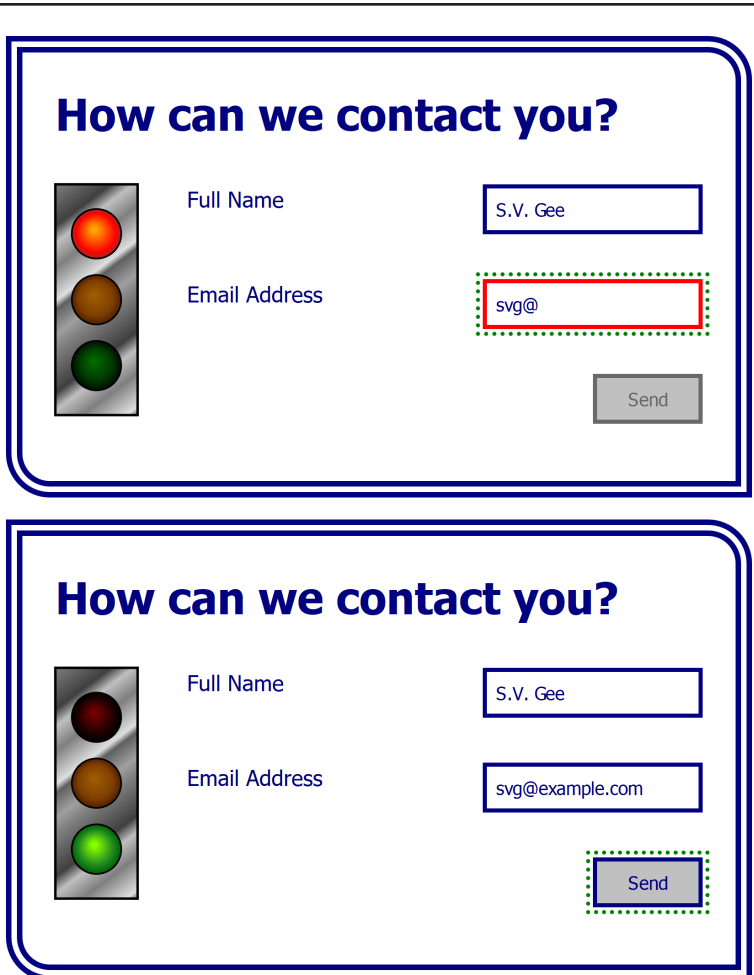 How can we contact you?
Full Name
S.V. Gee
Email Address
svg@
Send
How can we contact you?
Full Name
S.V. Gee
Email Address
svg@example.com
Send